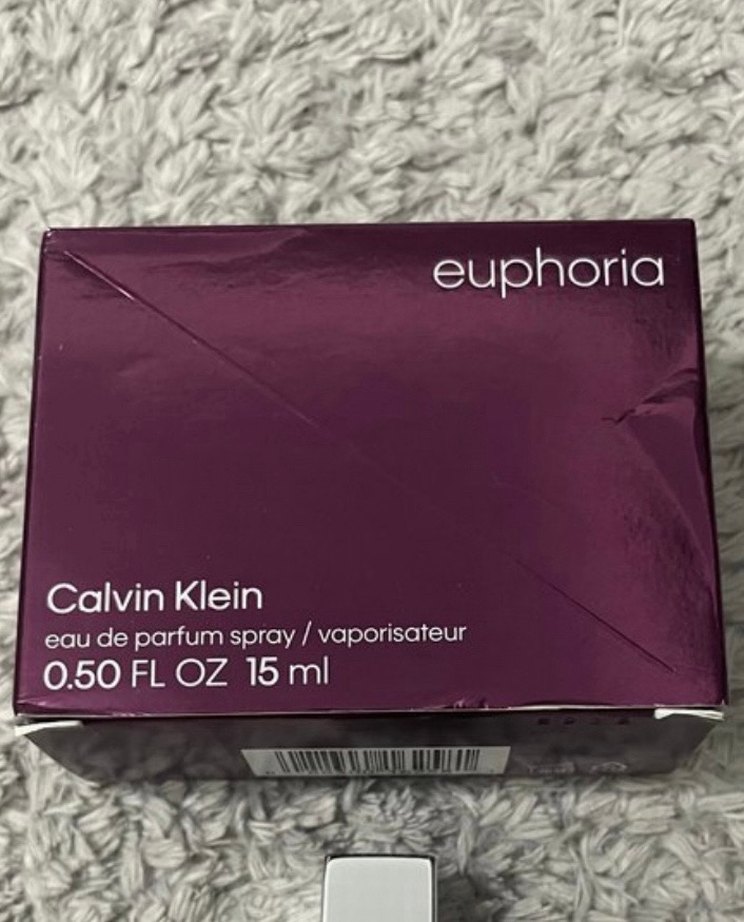 euphoria
Calvin Klein
eau de parfum spray / vaporisateur
0.50 FL OZ 15 ml